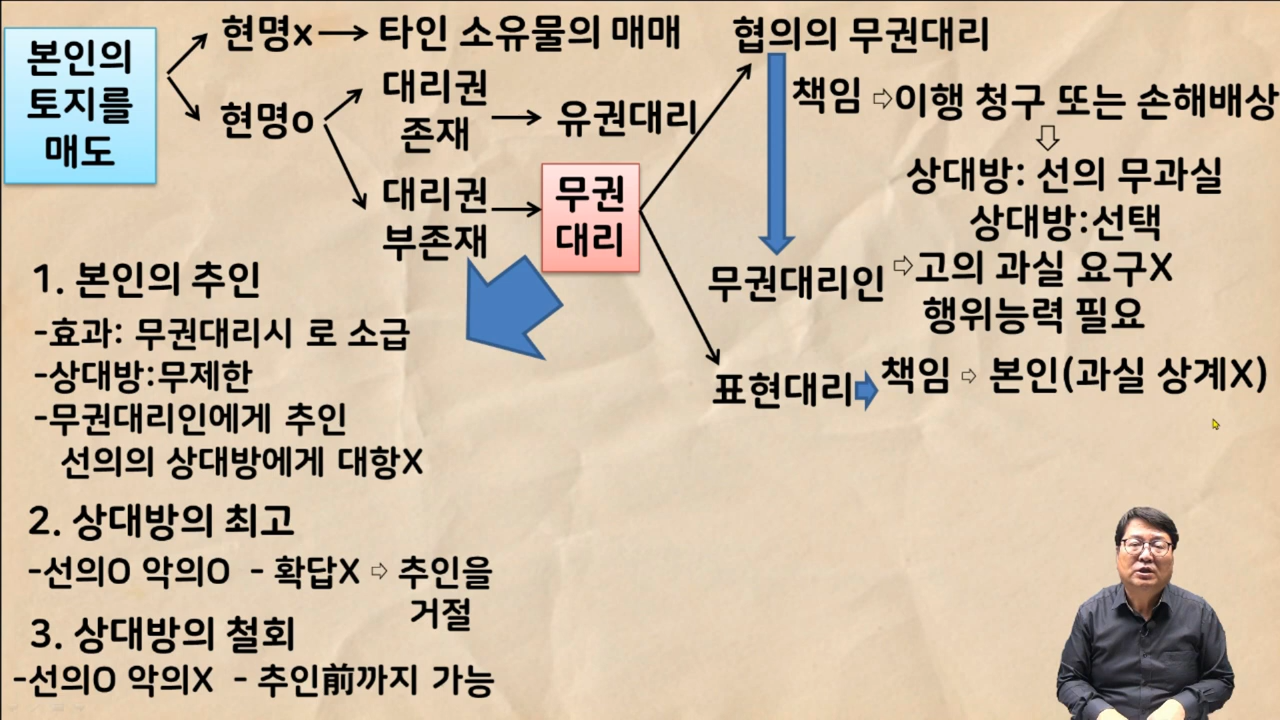 본인의
토지를
매도
현명x → 타인 소유물의 매매
현명o
대리권
존재 → 유권대리
대리권
부존재 →
무권
대리
협의의 무권대리
책임 ⇨이행 청구 또는 손해배상
상대방: 선의 무과실
상대방:선택
무권대리인 ⇨고의 과실 요구X
행위능력 필요
표현대리 책임 ⇨ 본인(과실 상계X)
1. 본인의 추인
-효과: 무권대리시 로 소급
-상대방:무제한
-무권대리인에게 추인
선의의 상대방에게 대항X
2. 상대방의 최고
-선의O 악의O - 확답X ⇨ 추인을
거절
3. 상대방의 철회
-선의O 악의X - 추인前까지 가능